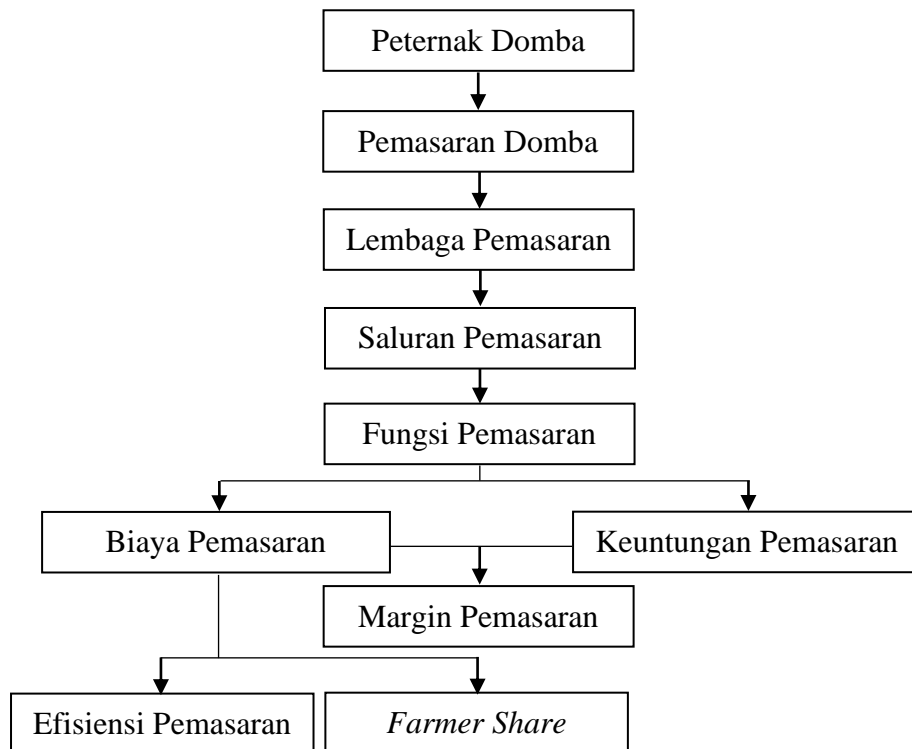 Peternak Domba
Pemasaran Domba
Lembaga Pemasaran
Saluran Pemasaran
Fungsi Pemasaran
Biaya Pemasaran
Keuntungan Pemasaran
Margin Pemasaran
Efisiensi Pemasaran
Farmer Share